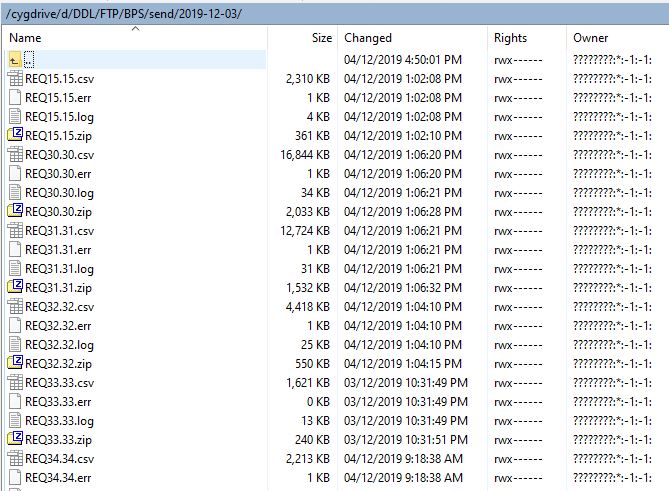 /cygdrive/d/DDL/FTP/BPS/send/2019-12-03/
Name Size Changed Rights Owner
.. 04/12/2019 4:50:01 PM rwx------ ????????:*:-1:-1:
REQ15.15.csv 2,310 KB 04/12/2019 1:02:08 PM rwx------ ????????:*:-1:-1:
REQ15.15.err 1 KB 04/12/2019 1:02:08 PM rwx------ ????????:*:-1:-1:
REQ15.15.log 4 KB 04/12/2019 1:02:08 PM rwx------ ????????:*:-1:-1:
REQ15.15.zip 361 KB 04/12/2019 1:02:10 PM rwx------ ????????:*:-1:-1:
REQ30.30.csv 16,844 KB 04/12/2019 1:06:20 PM rwx------ ????????:*:-1:-1:
REQ30.30.err 1 KB 04/12/2019 1:06:20 PM rwx------ ????????:*:-1:-1:
REQ30.30.log 34 KB 04/12/2019 1:06:21 PM rwx------ ????????:*:-1:-1:
REQ30.30.zip 2,033 KB 04/12/2019 1:06:28 PM rwx------ ????????:*:-1:-1:
REQ31.31.csv 12,724 KB 04/12/2019 1:06:21 PM rwx------ ????????:*:-1:-1:
REQ31.31.err 1 KB 04/12/2019 1:06:21 PM rwx------ ????????:*:-1:-1:
REQ31.31.log 31 KB 04/12/2019 1:06:21 PM rwx------ ????????:*:-1:-1:
REQ31.31.zip 1,532 KB 04/12/2019 1:06:32 PM rwx------ ????????:*:-1:-1:
REQ32.32.csv 4,418 KB 04/12/2019 1:04:10 PM rwx------ ????????:*:-1:-1:
REQ32.32.err 1 KB 04/12/2019 1:04:10 PM rwx------ ????????:*:-1:-1:
REQ32.32.log 25 KB 04/12/2019 1:04:10 PM rwx------ ????????:*:-1:-1:
REQ32.32.zip 550 KB 04/12/2019 1:04:15 PM rwx------ ????????:*:-1:-1:
REQ33.33.csv 1,621 KB 03/12/2019 10:31:49 PM rwx------ ????????:*:-1:-1:
REQ33.33.err 0 KB 03/12/2019 10:31:49 PM rwx------ ????????:*:-1:-1:
REQ33.33.log 13 KB 03/12/2019 10:31:49 PM rwx------ ????????:*:-1:-1:
REQ33.33.zip 240 KB 03/12/2019 10:31:51 PM rwx------ ????????:*:-1:-1:
REQ34.34.csv 2,213 KB 04/12/2019 9:18:38 AM rwx------ ????????:*:-1:-1:
REQ34.34.err 1 KB 04/12/2019 9:18:38 AM rwx------ ????????:*:-1:-1: